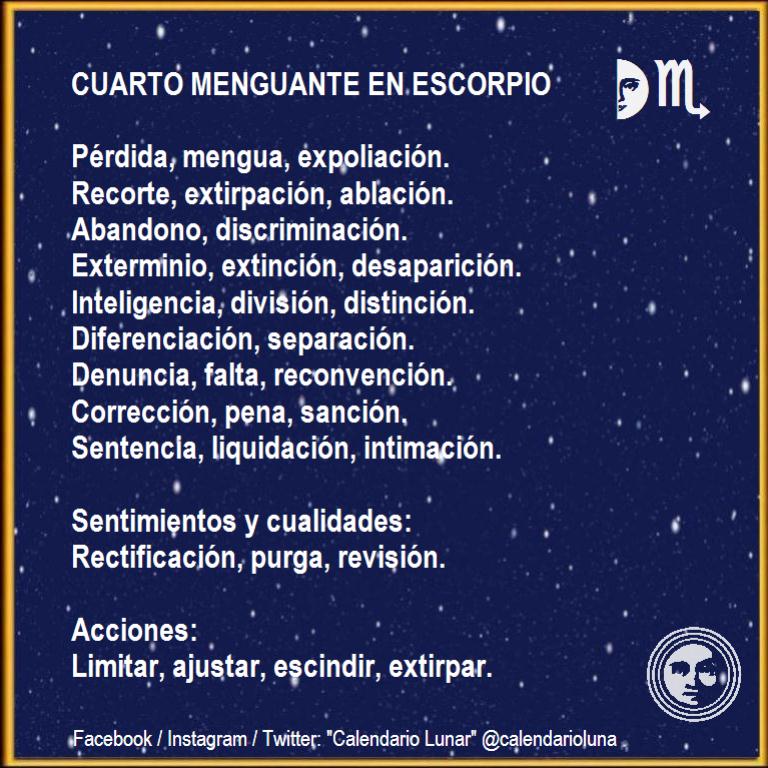 CUARTO MENGUANTE EN ESCORPIO
Pérdida, mengua, expoliación.
Recorte, extirpación, ablación.
Abandono, discriminación.
Exterminio, extinción, desaparición.
Inteligencia, división, distinción.
Diferenciación, separación.
Denuncia, falta, reconvención.
Corrección, pena, sanción.
Sentencia, liquidación, intimación.
Sentimientos y cualidades:
Rectificación, purga, revisión.
Acciones:
Limitar, ajustar, escindir, extirpar.
Facebook / Instagram / Twitter: "Calendario Lunar" @calendarioluna